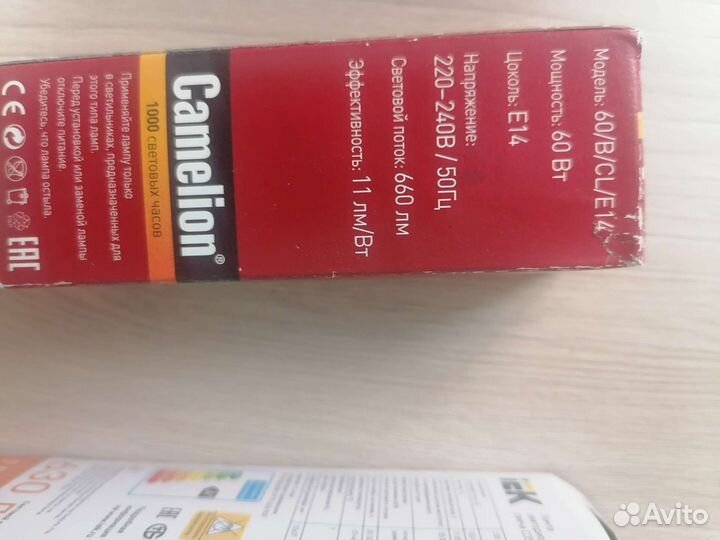 Модель: 60/B/CL/E14
Мощность: 60 Вт
Цоколь: E14
Напряжение:
220–240В / 50Гц
Световой поток: 660 лм
Эффективность: 11 лм/Вт
Camelion®
1000 световых часов
Применяйте лампу только
в светильниках, предназначенных для
этого типа ламп.
Перед установкой или заменой лампы
отключите питание.
Убедитесь, что лампа остыла.
CE
EAC
IEK
630
Avito